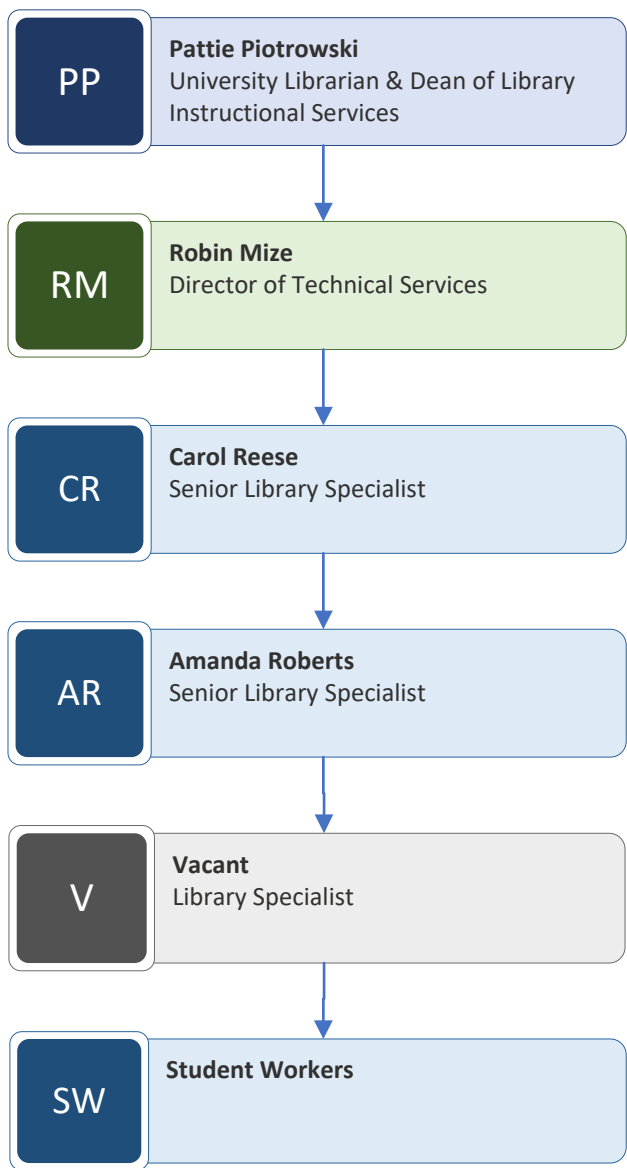 PP
Pattie Piotrowski
University Librarian & Dean of Library
Instructional Services
RM
Robin Mize
Director of Technical Services
CR
Carol Reese
Senior Library Specialist
AR
Amanda Roberts
Senior Library Specialist
V
Vacant
Library Specialist
SW
Student Workers